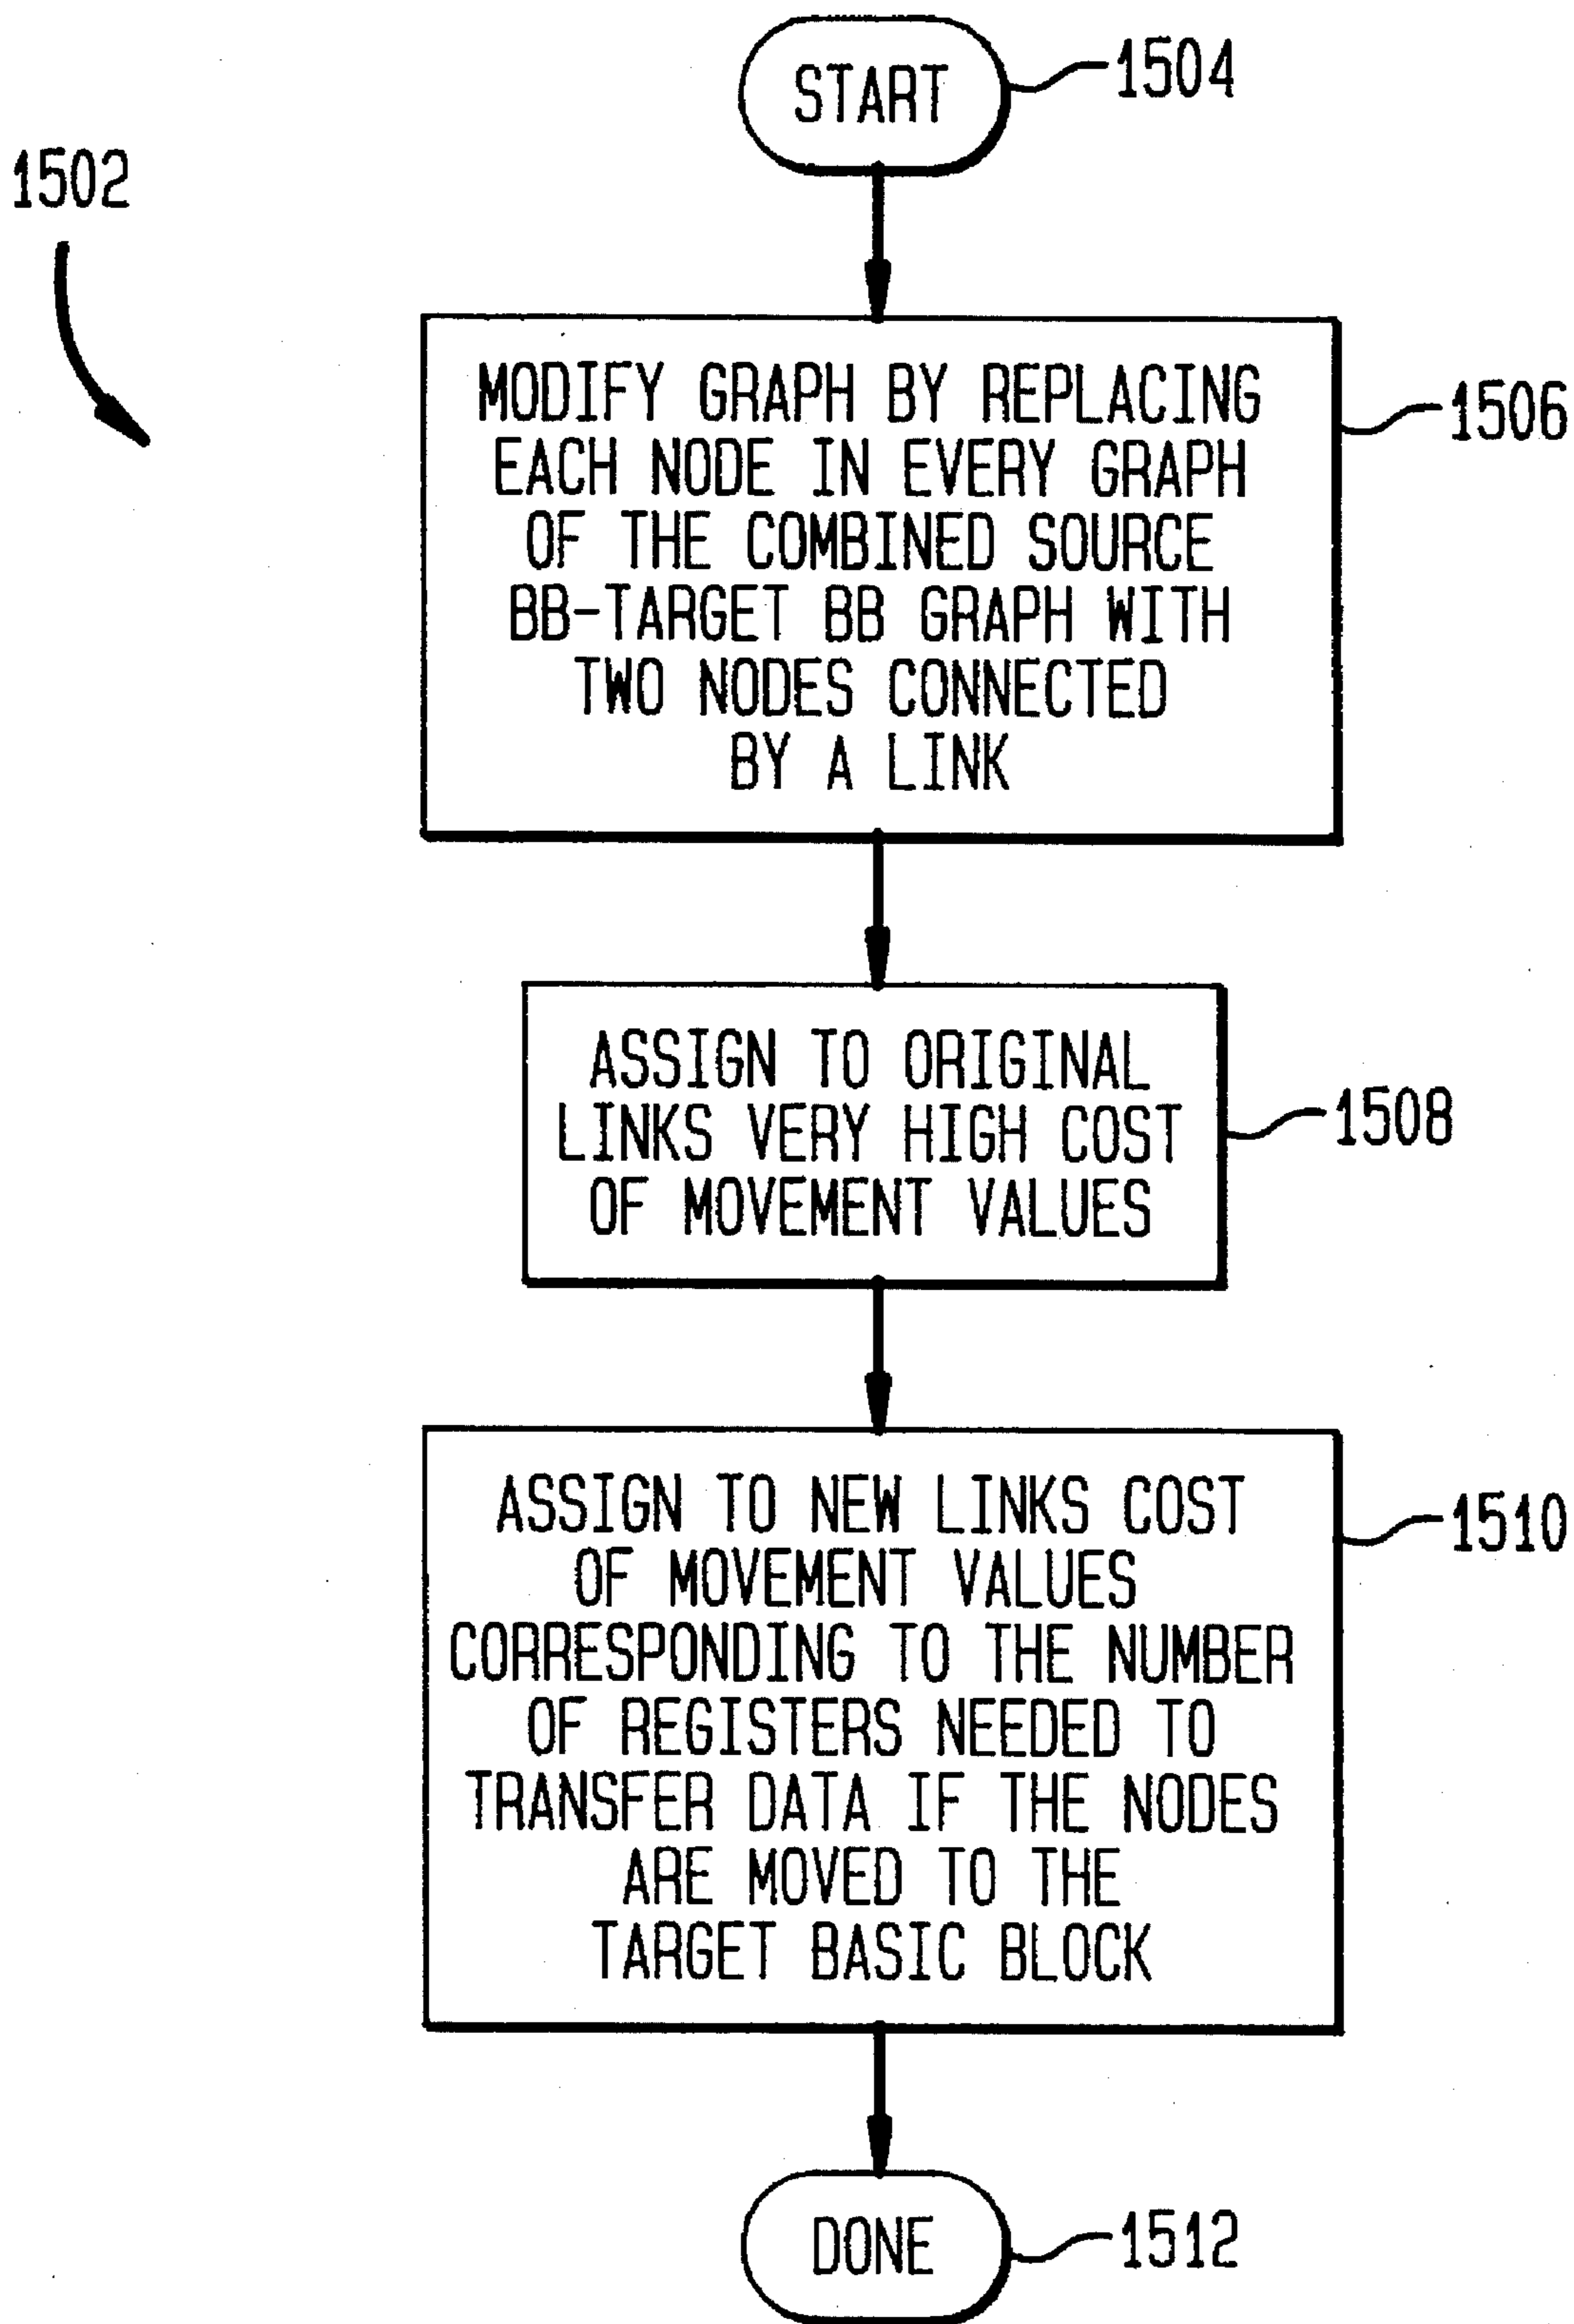 START
1504
1502
MODIFY GRAPH BY REPLACING
EACH NODE IN EVERY GRAPH
OF THE COMBINED SOURCE
BB-TARGET BB GRAPH WITH
TWO NODES CONNECTED
BY A LINK
1506
ASSIGN TO ORIGINAL
LINKS VERY HIGH COST
OF MOVEMENT VALUES
1508
ASSIGN TO NEW LINKS COST
OF MOVEMENT VALUES
CORRESPONDING TO THE NUMBER
OF REGISTERS NEEDED TO
TRANSFER DATA IF THE NODES
ARE MOVED TO THE
TARGET BASIC BLOCK
1510
DONE
1512